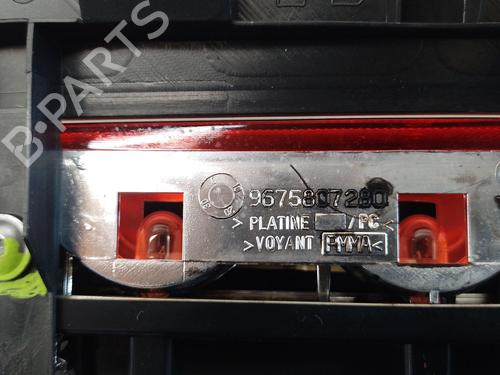 B-PARTS
9675807280
>PLATINE /PC<
>VOYANT PMMA<